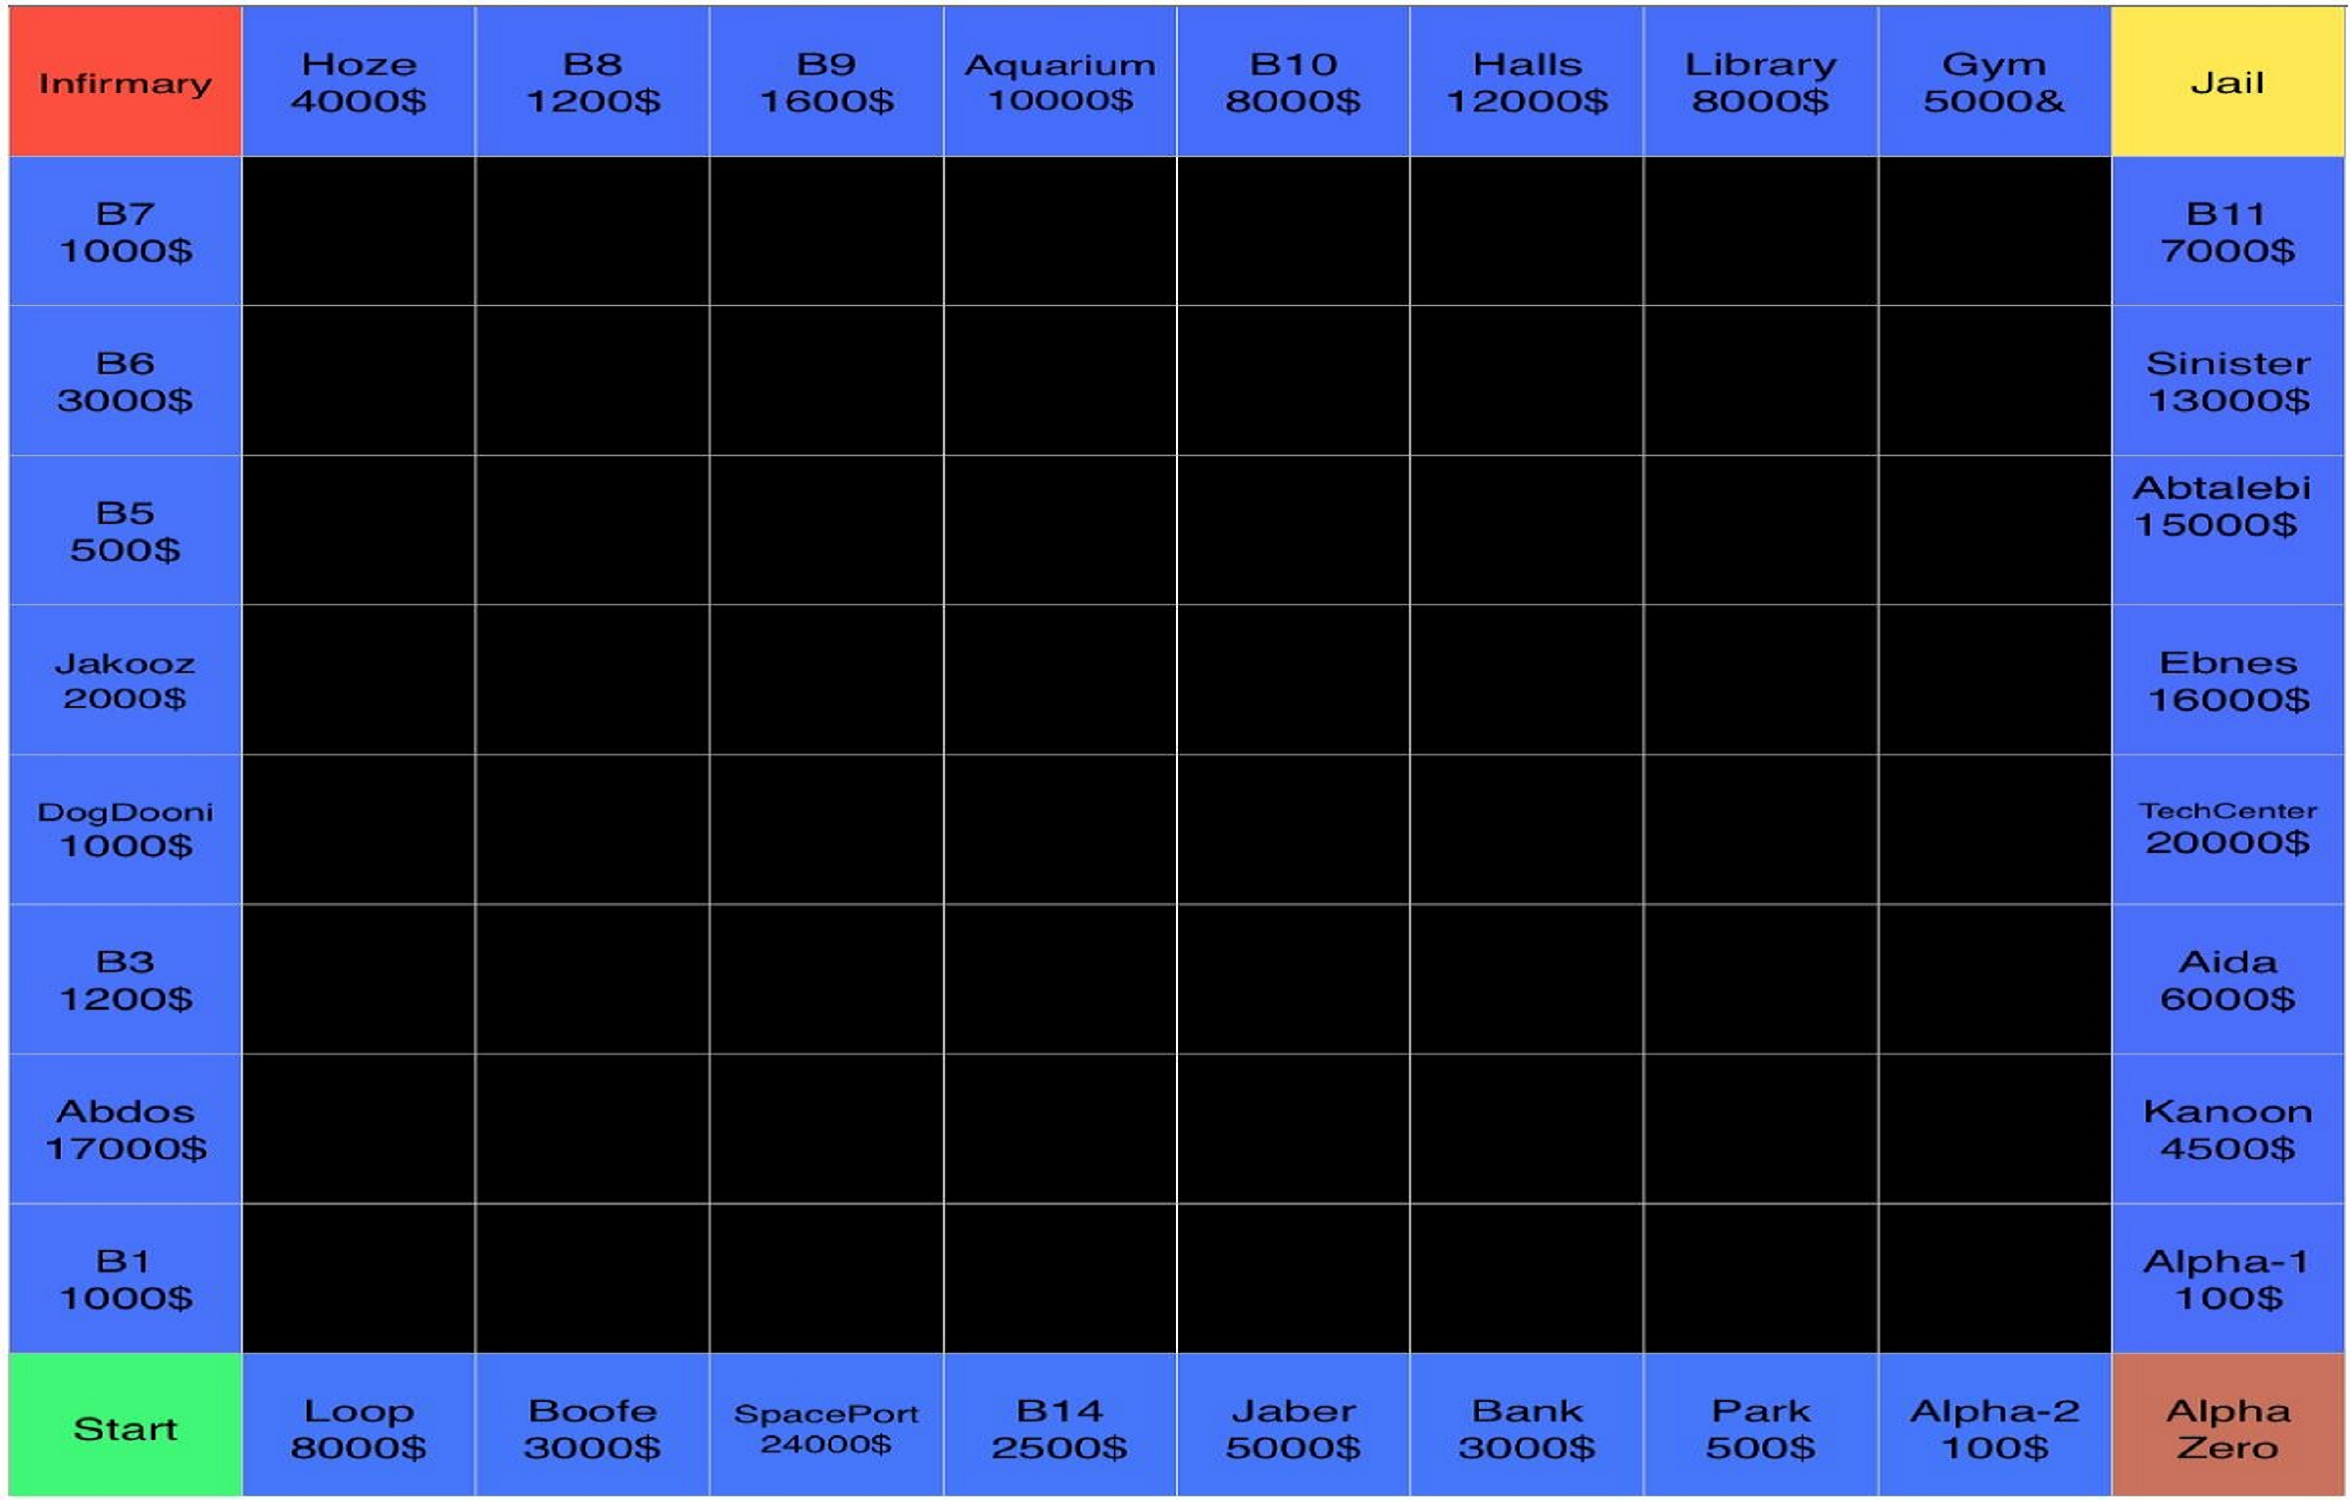 Infirmary
Hoze
4000$
B8
1200$
B9
1600$
Aquarium
10000$
B10
8000$
Halls
12000$
Library
8000$
Gym
5000&
Jail
B7
1000$
B11
7000$
B6
3000$
Sinister
13000$
B5
500$
Abtalebi
15000$
Jakooz
2000$
Ebnes
16000$
DogDooni
1000$
TechCenter
20000$
B3
1200$
Aida
6000$
Abdos
17000$
Kanoon
4500$
B1
1000$
Alpha-1
100$
Start
Loop
8000$
Boofe
3000$
SpacePort
24000$
B14
2500$
Jaber
5000$
Bank
3000$
Park
500$
Alpha-2
100$
Alpha
Zero